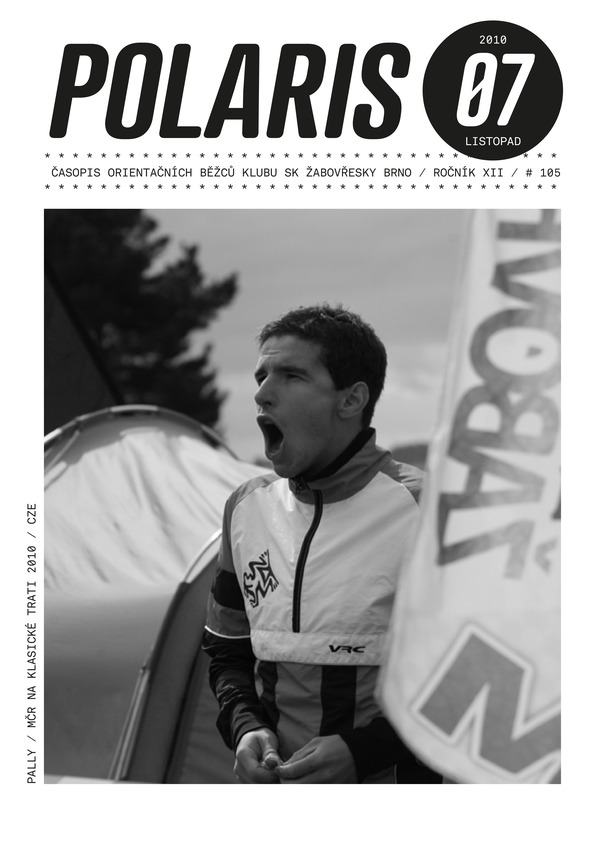 POLARIS
2010
07
LISTOPAD
ČASOPIS ORIENTAČNÍCH BĚŽCŮ KLUBU SK ŽABOVŘESKY BRNO / ROČNÍK XII / # 105
PALLY / MČR NA KLASICKÉ TRATI 2010 / CZE
VRC